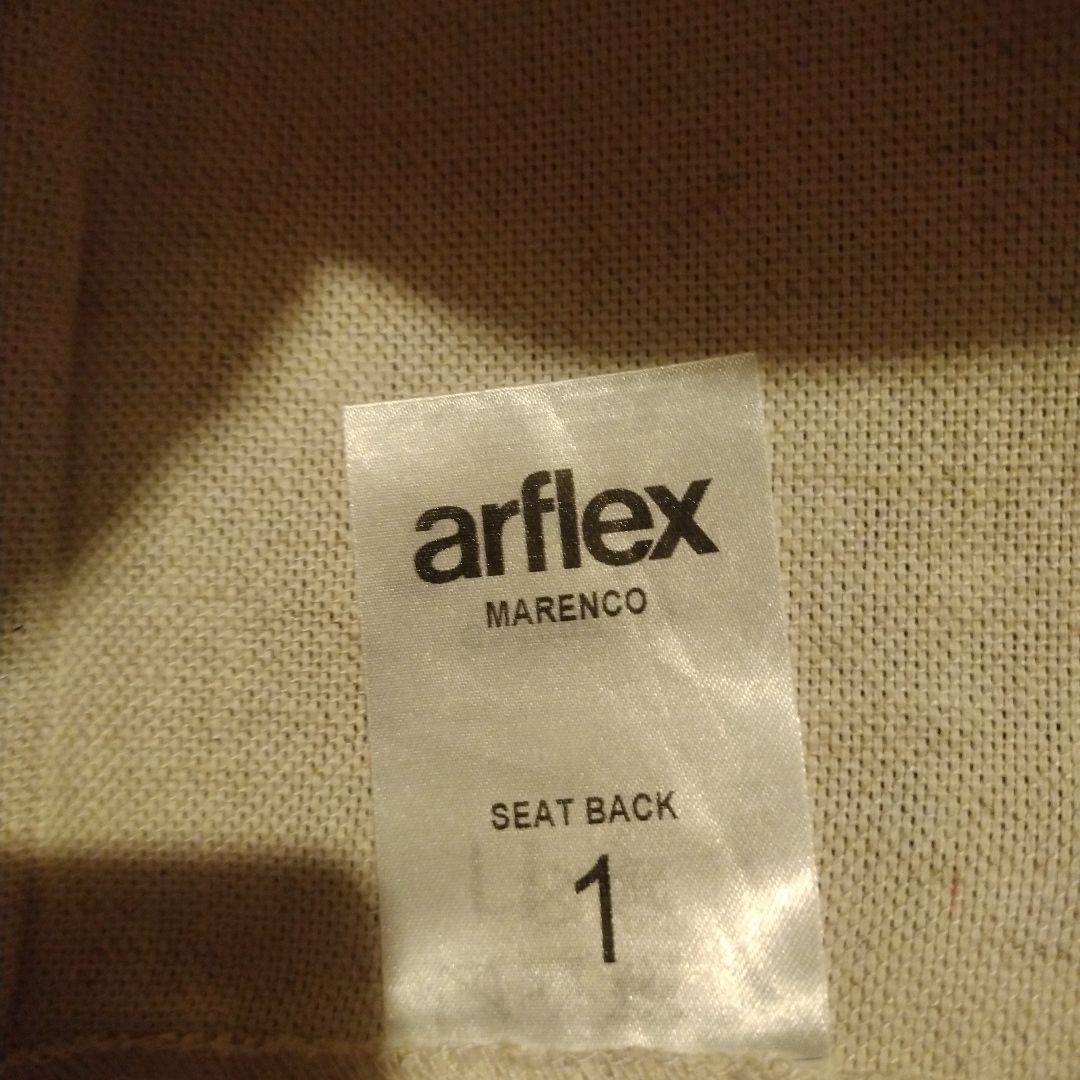 arflex
MARENCO
SEAT BACK
1